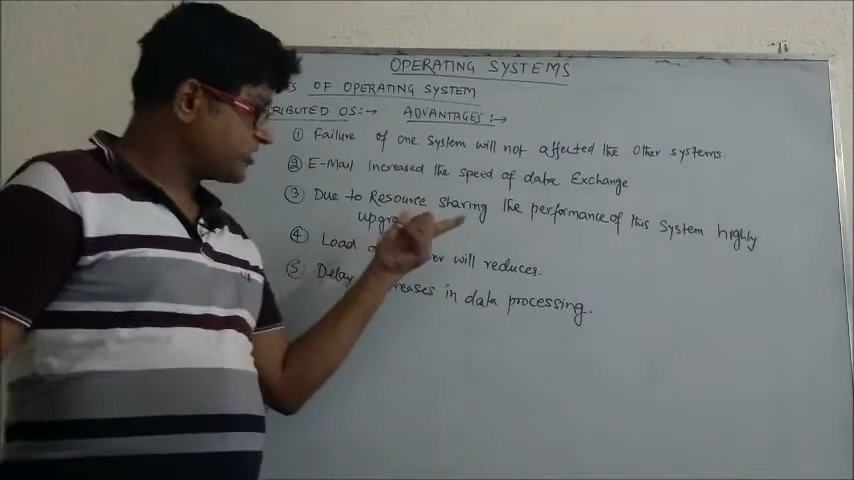 OPERATING SYSTEMS
ES OF OPERATING SYSTEM
RIBUTED OS:→ ADVANTAGES:→
① Failure of one system will not affected the other systems.
② E-Mail increased the speed of data Exchange
③ Due to Resource sharing the performance of this system highly
upgra
④ Load o er will reduces.
⑤ Delay reases in data processing.